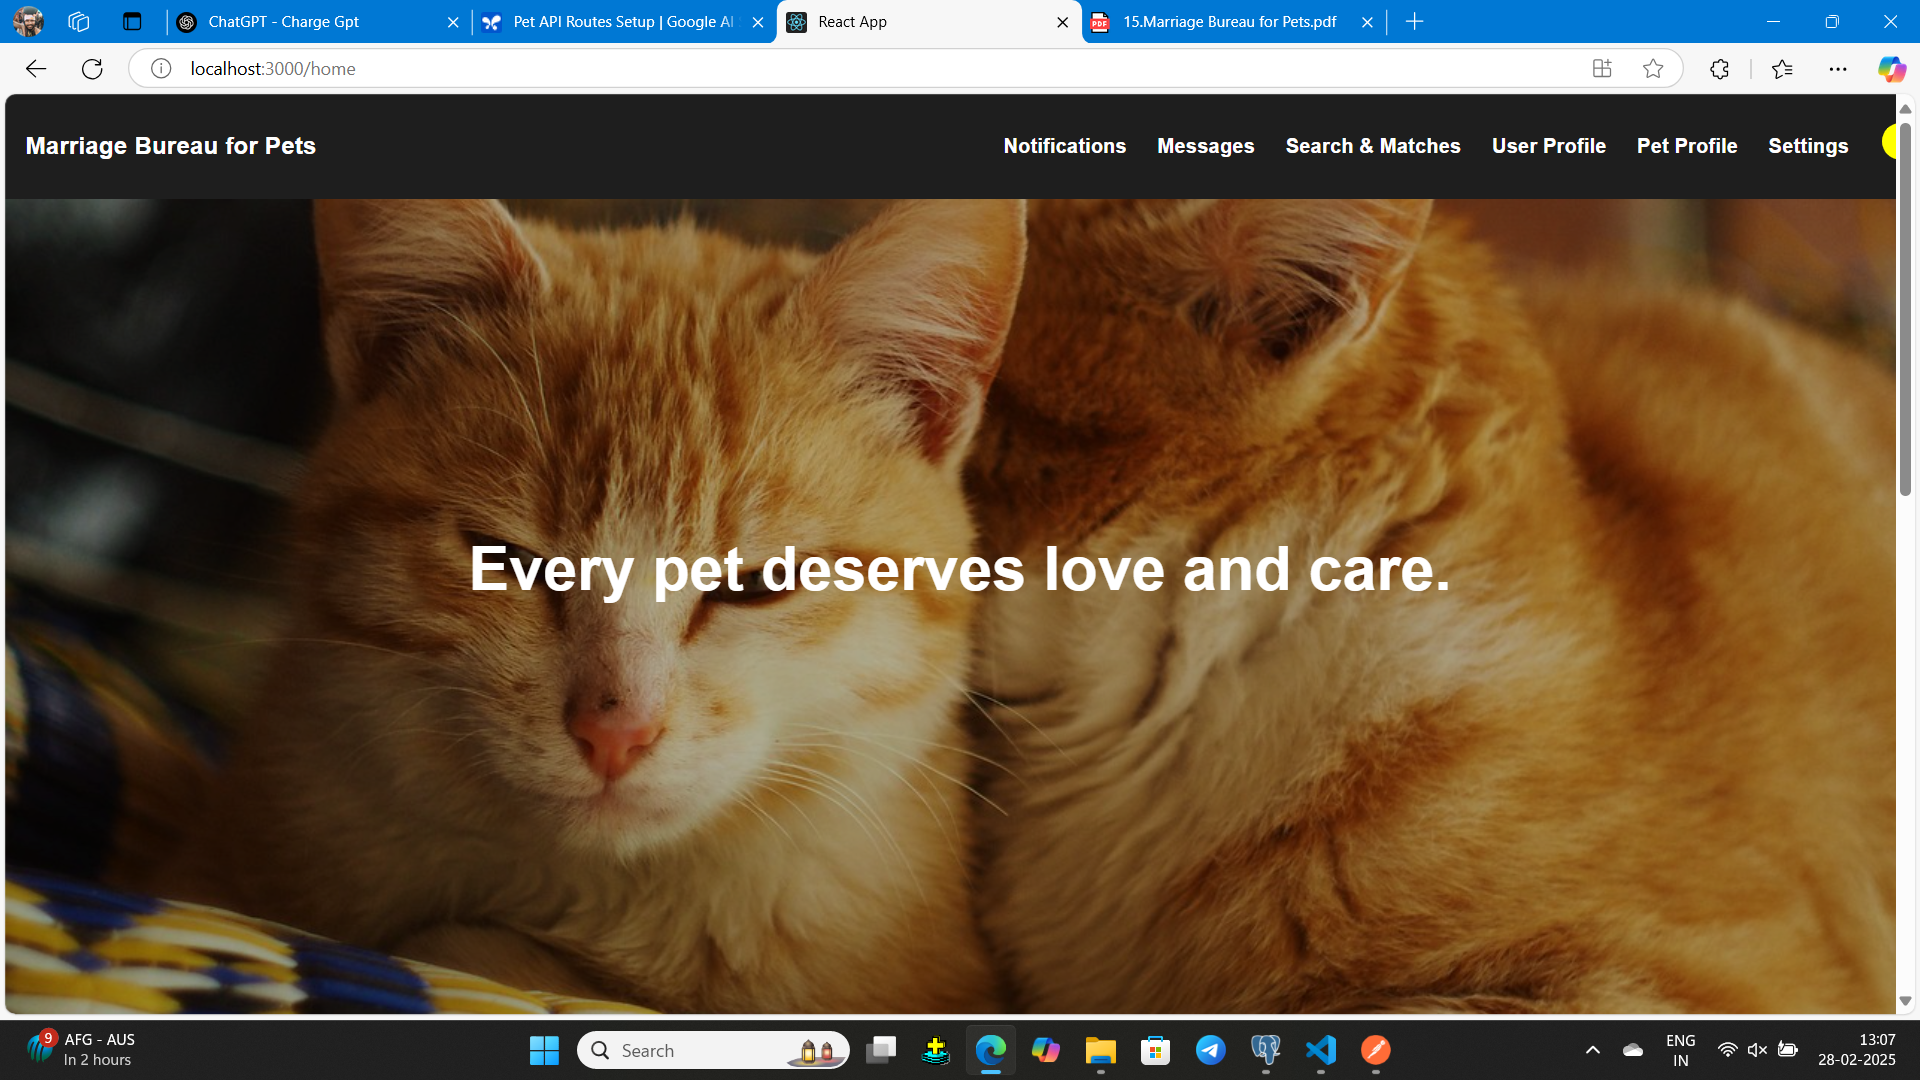 ChatGPT - Charge Gpt
Pet API Routes Setup | Google AI
React App
15.Marriage Bureau for Pets.pdf
localhost:3000/home
Marriage Bureau for Pets
Notifications
Messages
Search & Matches
User Profile
Pet Profile
Settings
Every pet deserves love and care.
9
AFG - AUS
In 2 hours
Search
ENG
IN
13:07
28-02-2025